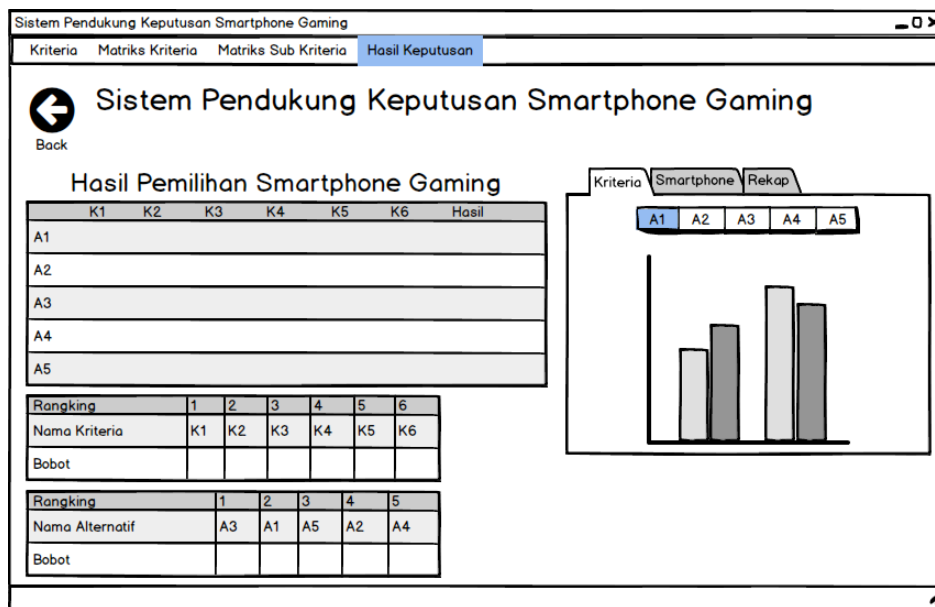 Sistem Pendukung Keputusan Smartphone Gaming
Kriteria Matriks Kriteria Matriks Sub Kriteria Hasil Keputusan
Sistem Pendukung Keputusan Smartphone Gaming
Back
Hasil Pemilihan Smartphone Gaming
K1 K2 K3 K4 K5 K6 Hasil
A1
A2
A3
A4
A5
Rangking 1 2 3 4 5 6
Nama Kriteria K1 K2 K3 K4 K5 K6
Bobot
Rangking 1 2 3 4 5
Nama Alternatif A3 A1 A5 A2 A4
Bobot
Kriteria Smartphone Rekap
A1 A2 A3 A4 A5